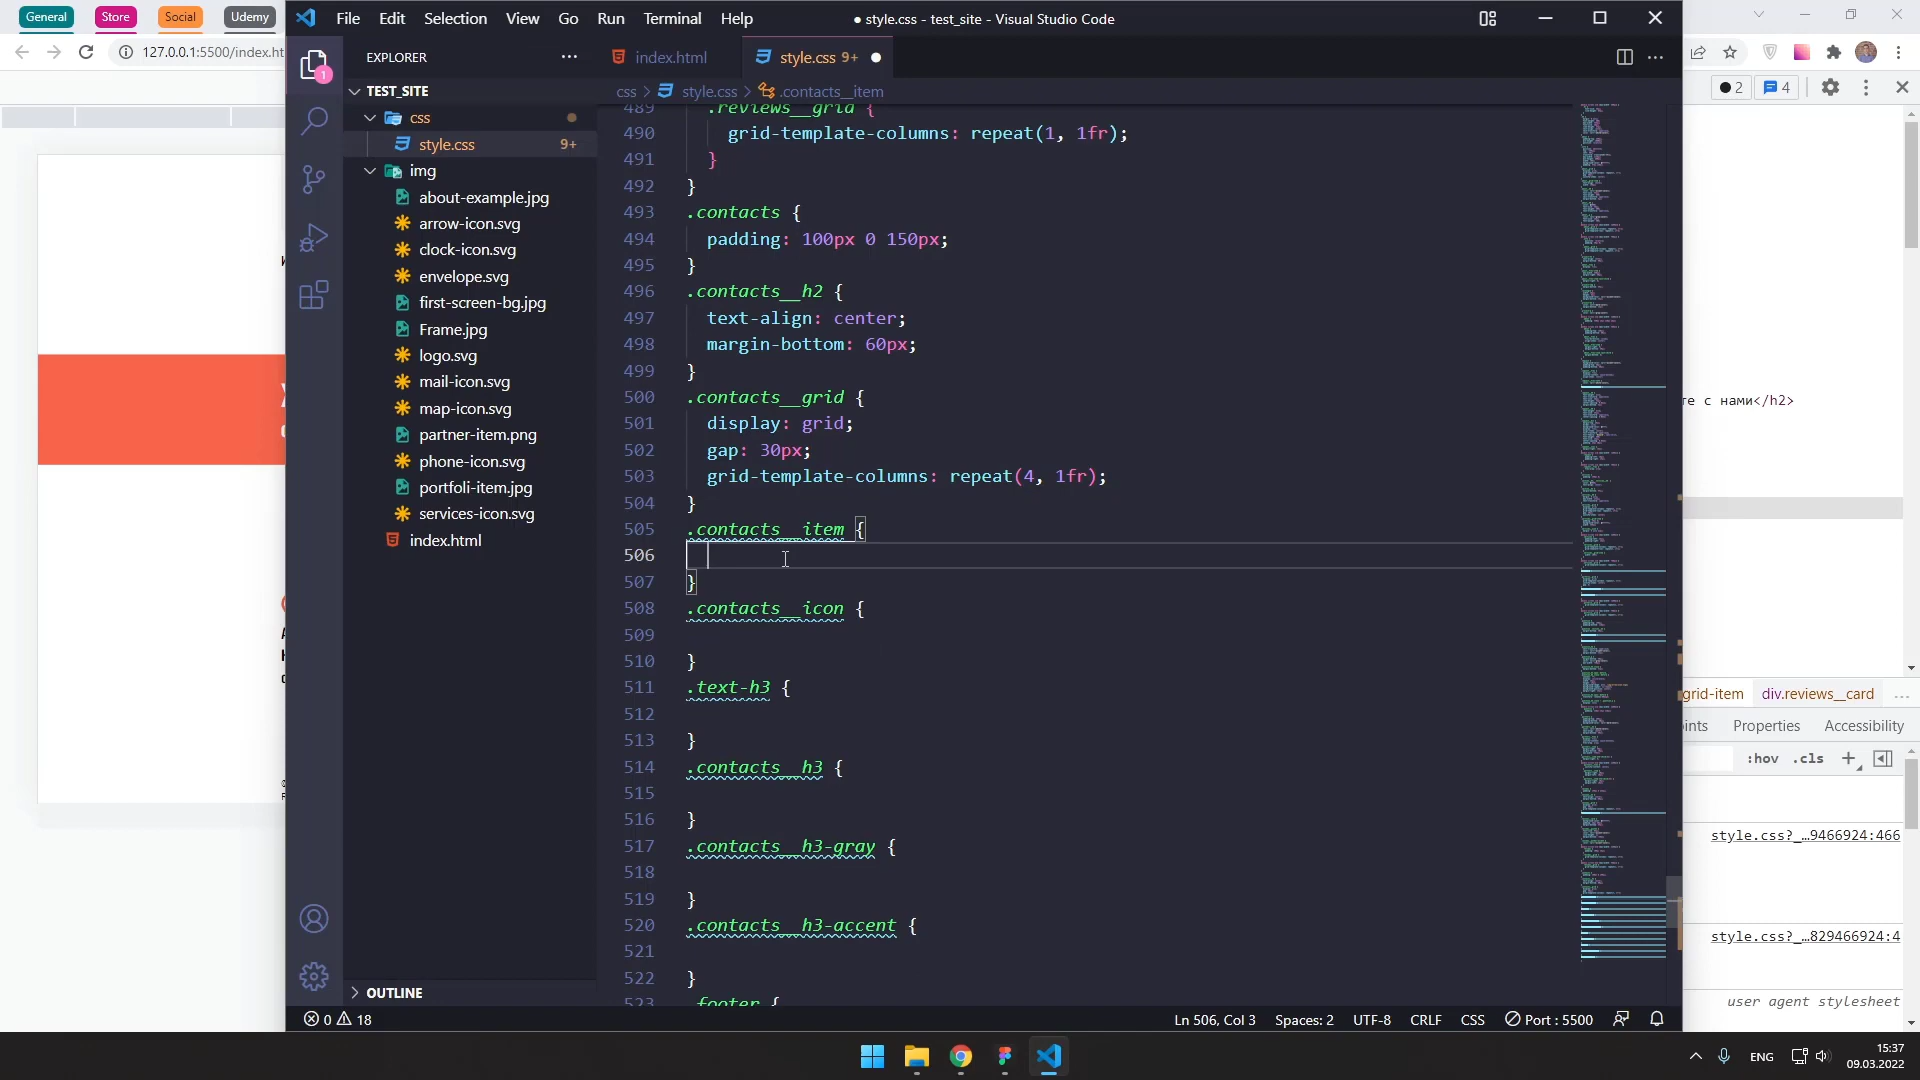 General Store Social Udemy
127.0.0.1:5500/index.ht
File Edit Selection View Go Run Terminal Help
● style.css - test_site - Visual Studio Code
EXPLORER
index.html
style.css 9+
css > style.css > .contacts__item
TEST_SITE
css
style.css 9+
img
about-example.jpg
arrow-icon.svg
clock-icon.svg
envelope.svg
first-screen-bg.jpg
Frame.jpg
logo.svg
mail-icon.svg
map-icon.svg
partner-item.png
phone-icon.svg
portfoli-item.jpg
services-icon.svg
index.html
OUTLINE
489 .reviews__grid {
490 grid-template-columns: repeat(1, 1fr);
491 }
492 }
493 .contacts {
494 padding: 100px 0 150px;
495 }
496 .contacts__h2 {
497 text-align: center;
498 margin-bottom: 60px;
499 }
500 .contacts__grid {
501 display: grid;
502 gap: 30px;
503 grid-template-columns: repeat(4, 1fr);
504 }
505 .contacts__item {
506
507 }
508 .contacts__icon {
509
510 }
511 .text-h3 {
512
513 }
514 .contacts__h3 {
515
516 }
517 .contacts__h3-gray {
518
519 }
520 .contacts__h3-accent {
521
522 }
523 .footer {
2 4
те с нами</h2>
grid-item div.reviews__card ...
ints Properties Accessibility
:hov .cls
style.css?_…9466924:466
style.css?_…829466924:4
user agent stylesheet
0 18
Ln 506, Col 3 Spaces: 2 UTF-8 CRLF CSS Port : 5500
1
ENG
15:37
09.03.2022